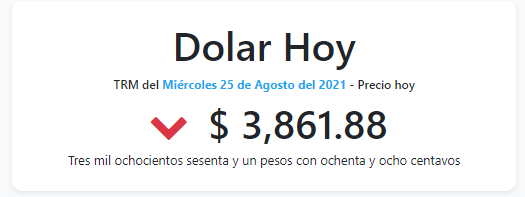 Dolar Hoy
TRM del Miércoles 25 de Agosto del 2021 - Precio hoy
$ 3,861.88
Tres mil ochocientos sesenta y un pesos con ochenta y ocho centavos